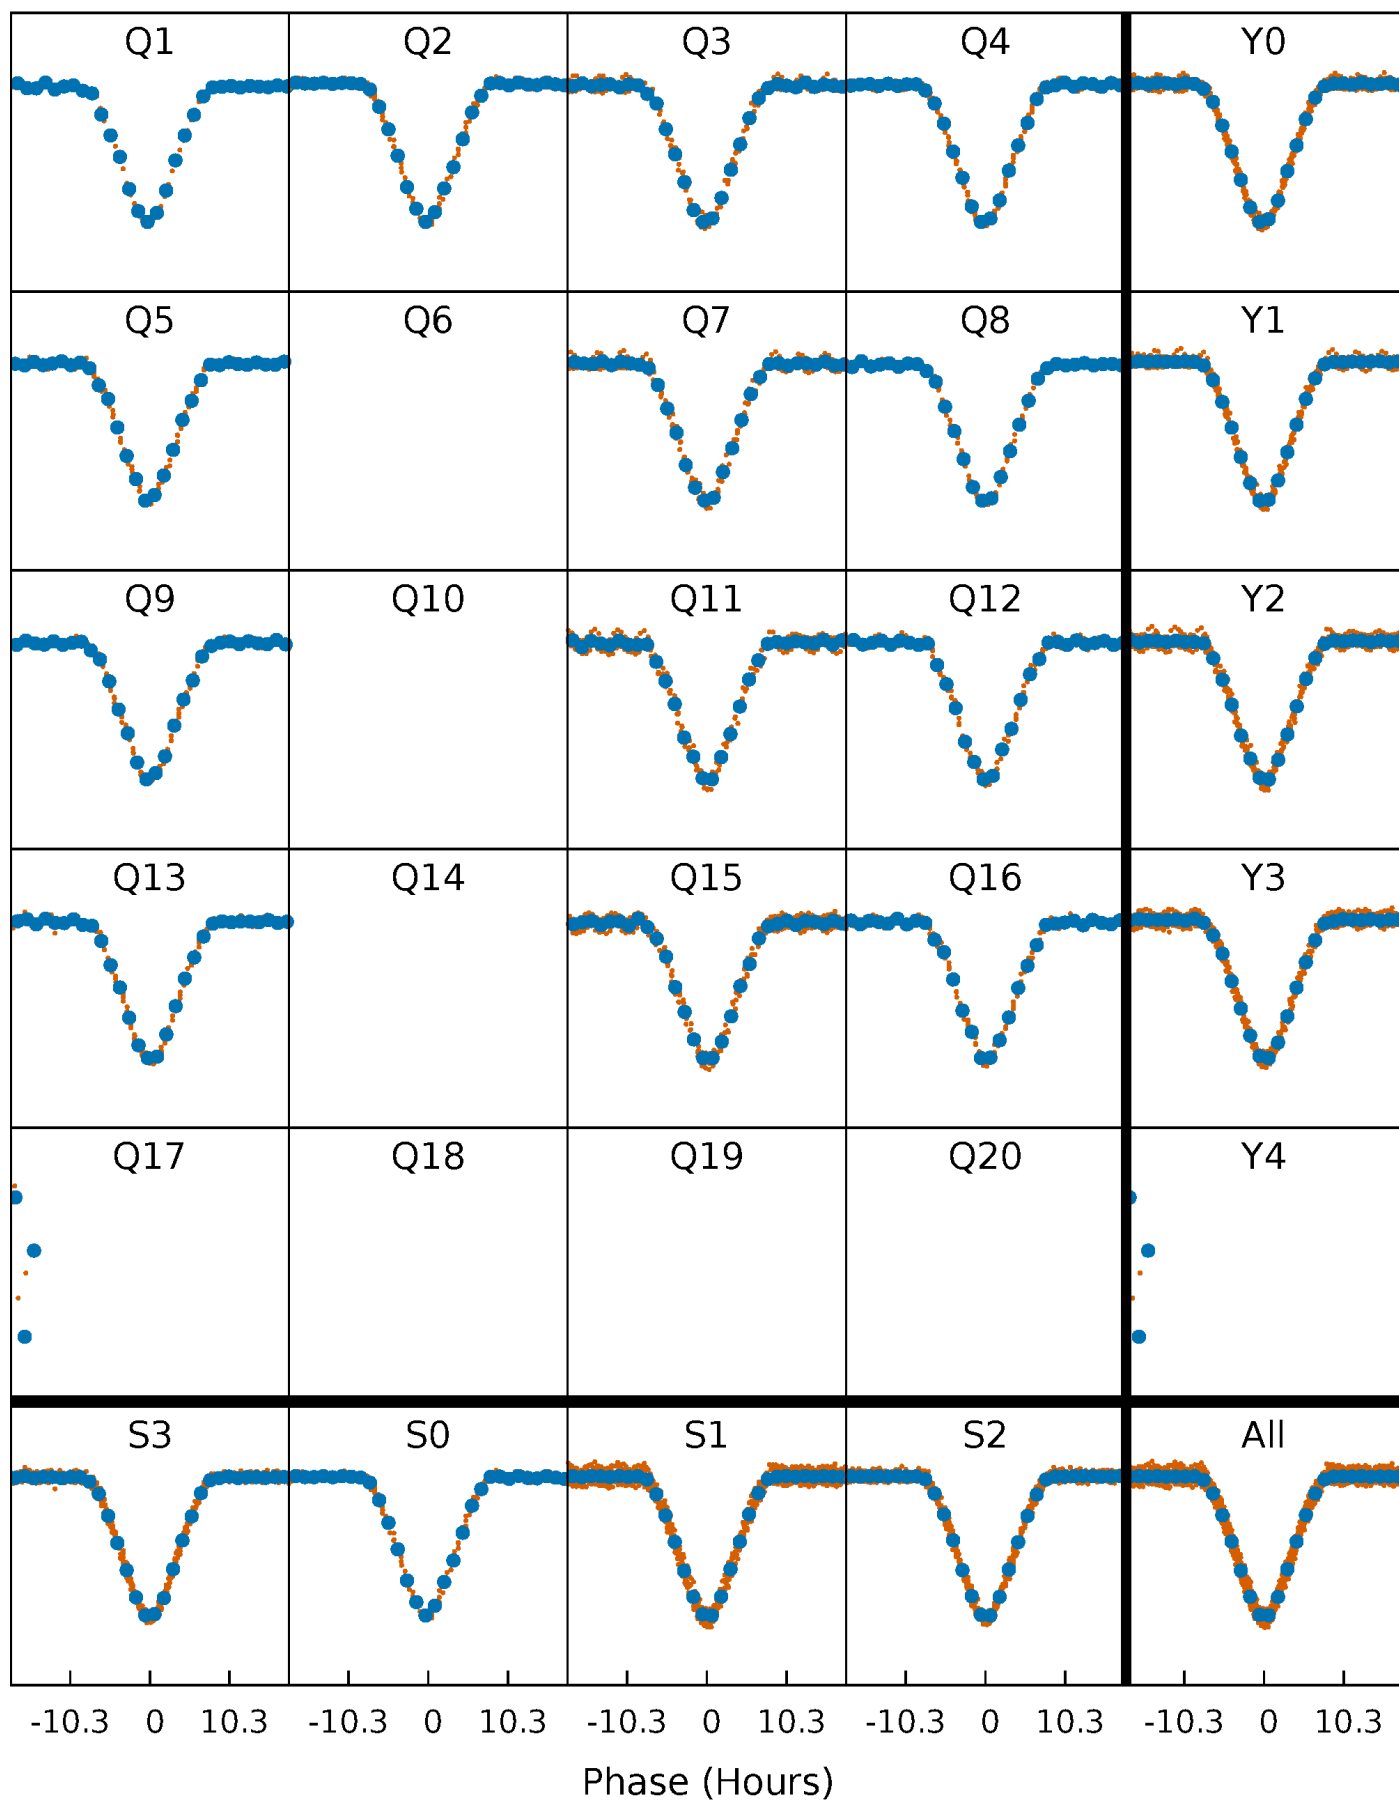 Q1 Q2 Q3 Q4 Y0
Q5 Q6 Q7 Q8 Y1
Q9 Q10 Q11 Q12 Y2
Q13 Q14 Q15 Q16 Y3
Q17 Q18 Q19 Q20 Y4
S3 S0 S1 S2 All
-10.3 0 10.3 -10.3 0 10.3 -10.3 0 10.3 -10.3 0 10.3 -10.3 0 10.3
Phase (Hours)